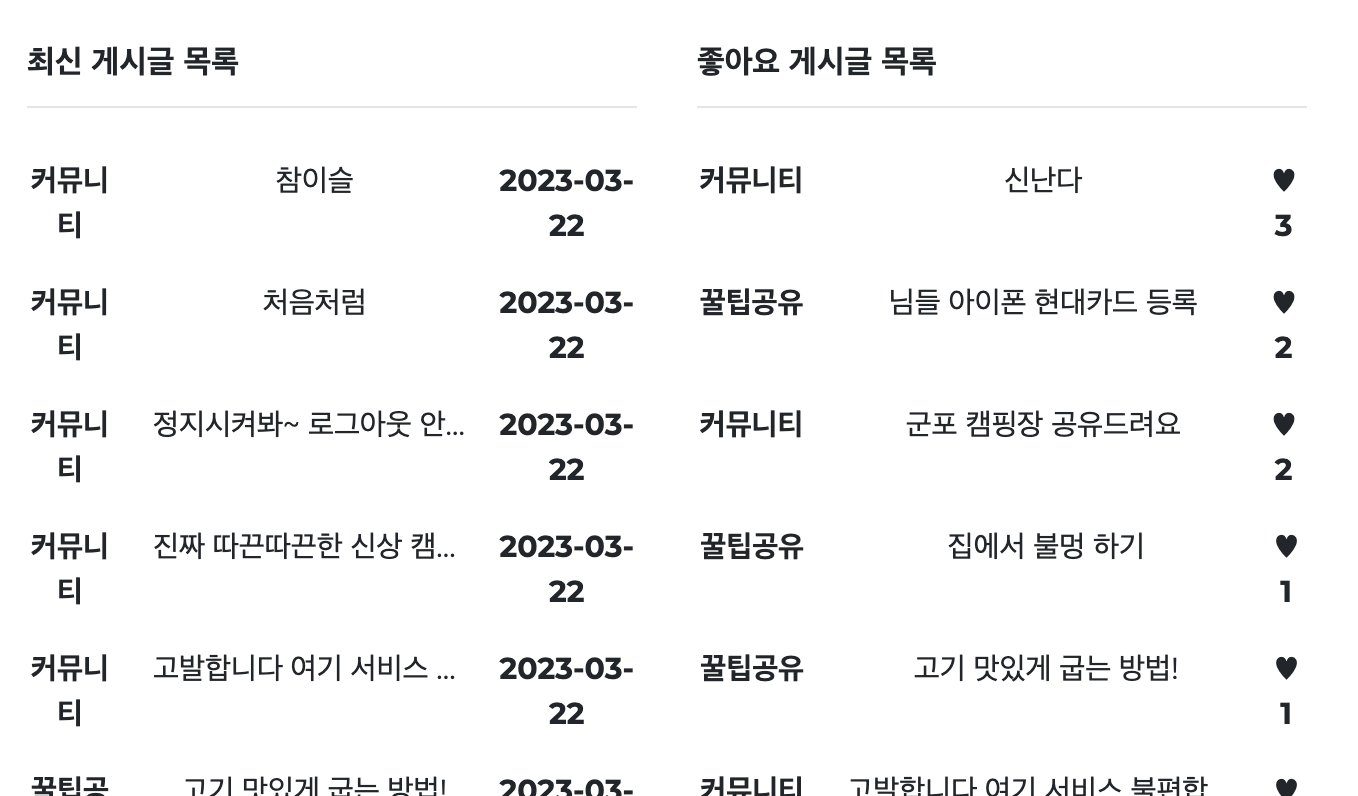 최신 게시글 목록
커뮤니 참이슬 2023-03-
티 22
커뮤니 처음처럼 2023-03-
티 22
커뮤니 정지시켜봐~ 로그아웃 안... 2023-03-
티 22
커뮤니 진짜 따끈따끈한 신상 캠... 2023-03-
티 22
커뮤니 고발합니다 여기 서비스 ... 2023-03-
티 22
꿀팁공 고기 맛있게 굽는 방법! 2023-03-
좋아요 게시글 목록
커뮤니티 신난다 ♥
3
꿀팁공유 님들 아이폰 현대카드 등록 ♥
2
커뮤니티 군포 캠핑장 공유드려요 ♥
2
꿀팁공유 집에서 불멍 하기 ♥
1
꿀팁공유 고기 맛있게 굽는 방법! ♥
1
커뮤니티 고발합니다 여기 서비스 불편합 ♥